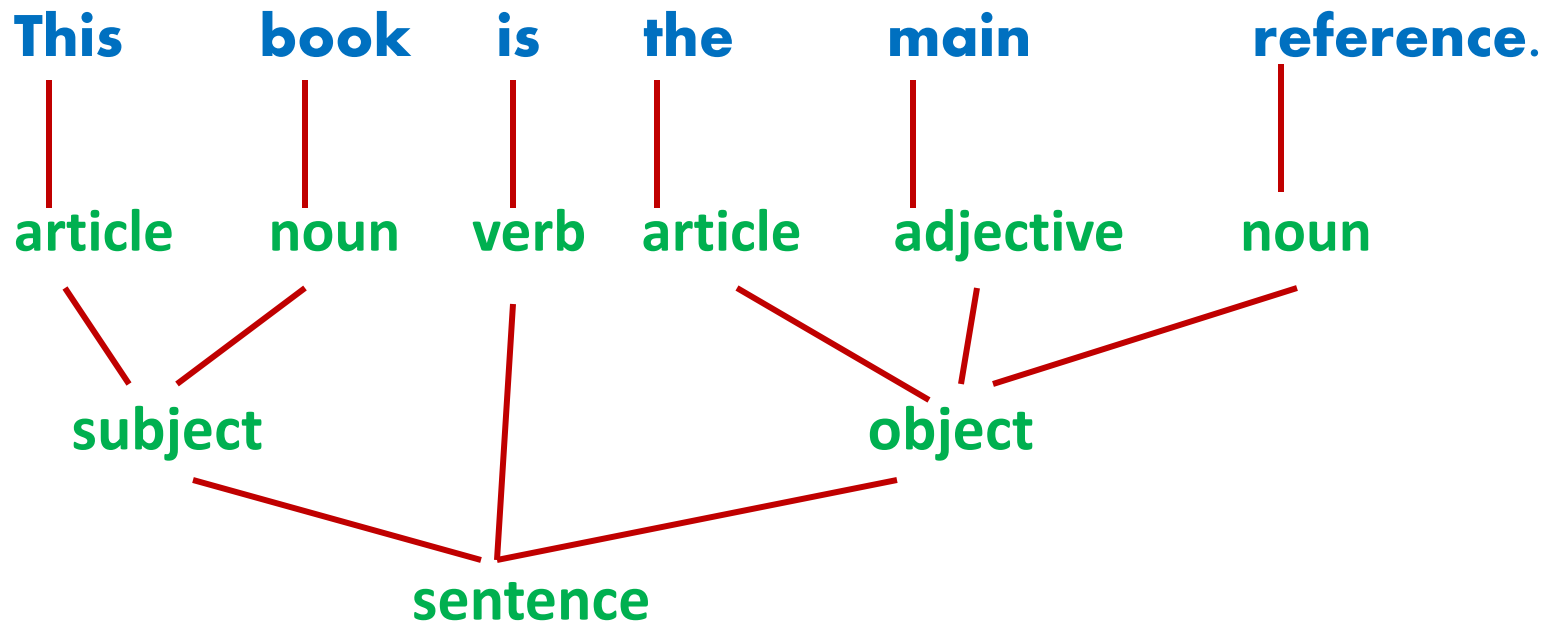 This book is the main reference.
article noun verb article adjective noun
subject object
sentence